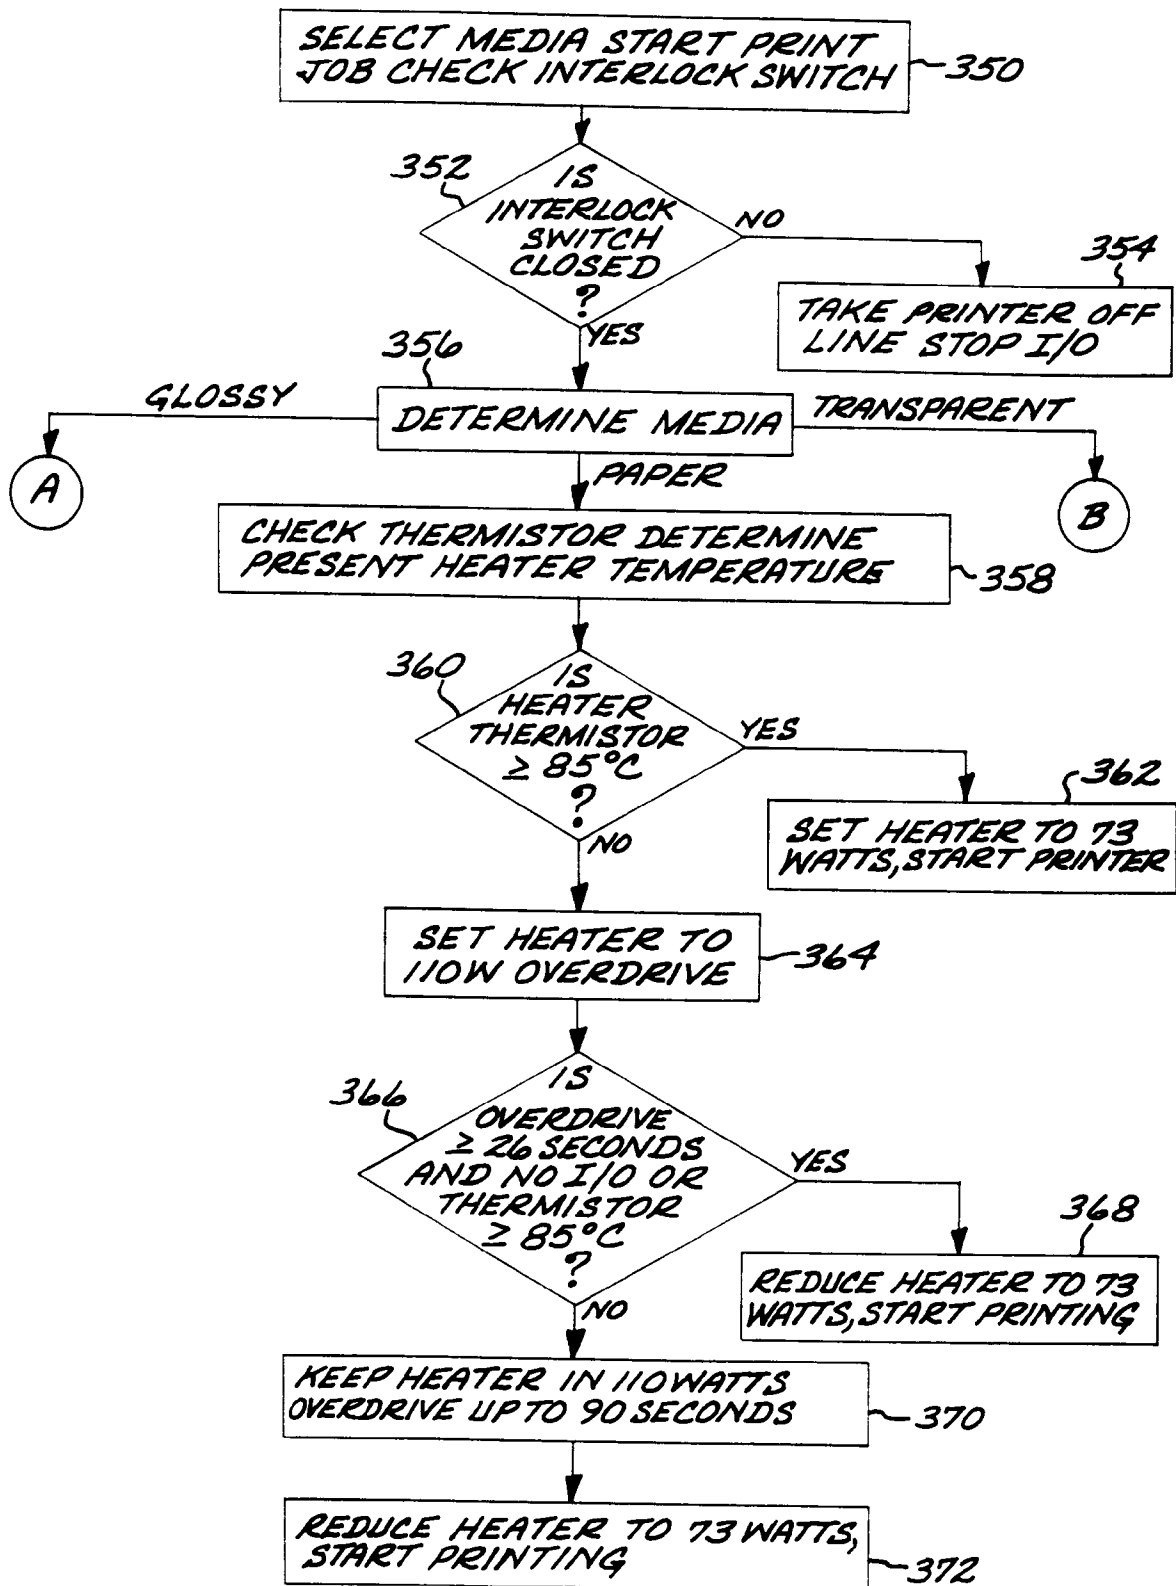 SELECT MEDIA START PRINT
JOB CHECK INTERLOCK SWITCH
350
352
IS
INTERLOCK
SWITCH
CLOSED
?
NO
354
TAKE PRINTER OFF
LINE STOP I/O
YES
356
GLOSSY
DETERMINE MEDIA
TRANSPARENT
A
PAPER
B
CHECK THERMISTOR DETERMINE
PRESENT HEATER TEMPERATURE
358
360
IS
HEATER
THERMISTOR
≥ 85°C
?
YES
362
SET HEATER TO 73
WATTS, START PRINTER
NO
SET HEATER TO
110W OVERDRIVE
364
366
IS
OVERDRIVE
≥ 26 SECONDS
AND NO I/O OR
THERMISTOR
≥ 85°C
?
YES
368
REDUCE HEATER TO 73
WATTS, START PRINTING
NO
KEEP HEATER IN 110 WATTS
OVERDRIVE UP TO 90 SECONDS
370
REDUCE HEATER TO 73 WATTS,
START PRINTING
372